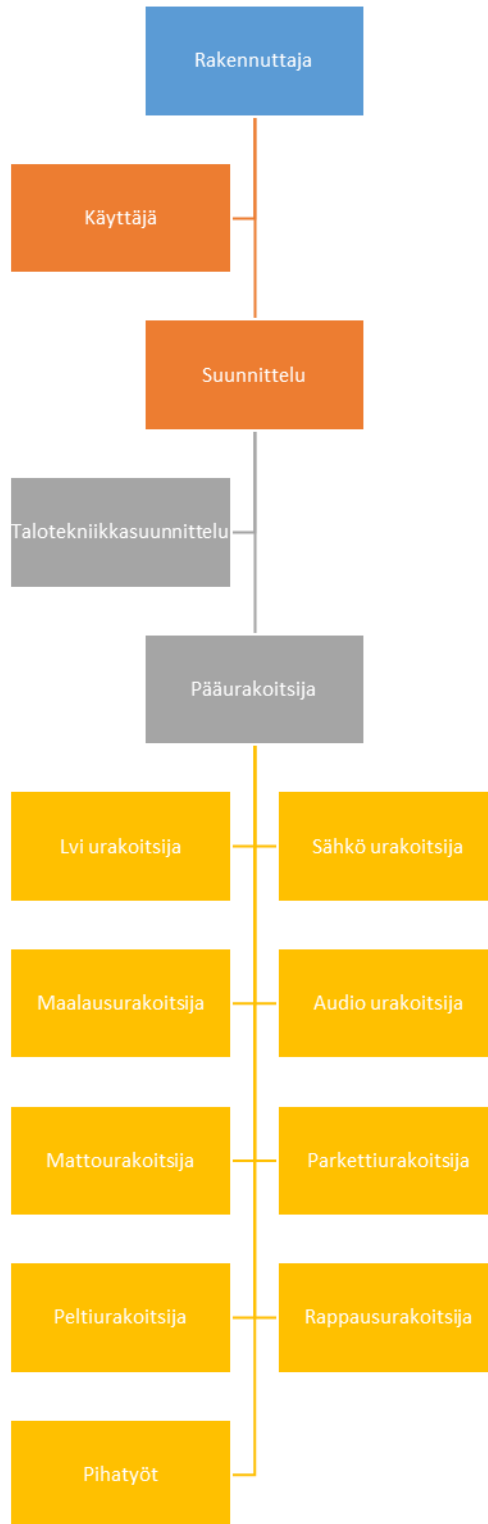 Rakennuttaja
Käyttäjä
Suunnittelu
Talotekniikkasuunnittelu
Pääurakoitsija
Lvi urakoitsija
Sähkö urakoitsija
Maalausurakoitsija
Audio urakoitsija
Mattourakoitsija
Parkettiurakoitsija
Peltiurakoitsija
Rappausurakoitsija
Pihatyöt